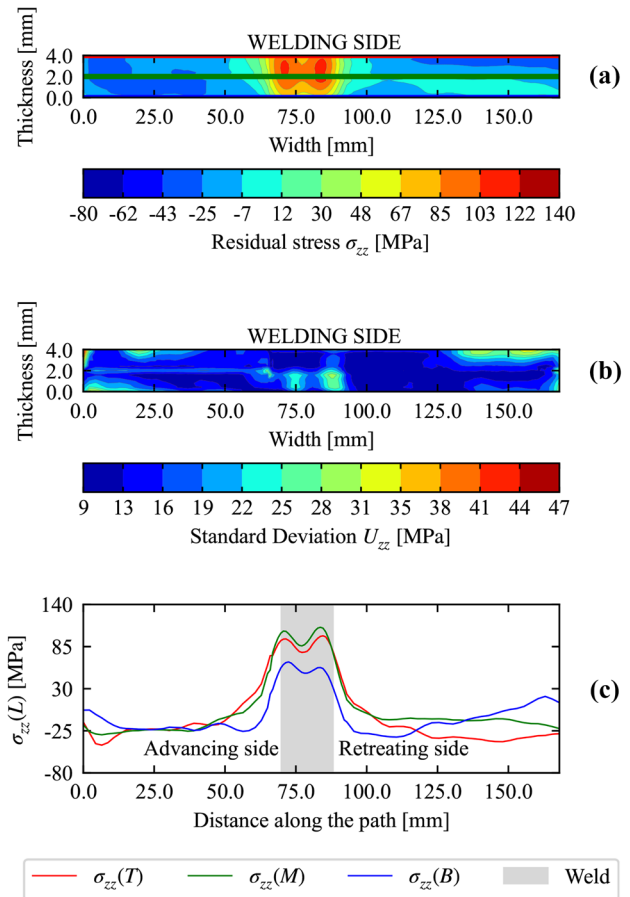 WELDING SIDE
Thickness [mm]
4.0
2.0
0.0
0.0 25.0 50.0 75.0 100.0 125.0 150.0
Width [mm]
(a)
-80 -62 -43 -25 -7 12 30 48 67 85 103 122 140
Residual stress σzz [MPa]
WELDING SIDE
Thickness [mm]
4.0
2.0
0.0
0.0 25.0 50.0 75.0 100.0 125.0 150.0
Width [mm]
(b)
9 13 16 19 22 25 28 31 35 38 41 44 47
Standard Deviation Uzz [MPa]
σzz(L) [MPa]
140
85
30
-25
-80
Advancing side Retreating side
(c)
0.0 25.0 50.0 75.0 100.0 125.0 150.0
Distance along the path [mm]
σzz(T) σzz(M) σzz(B) Weld